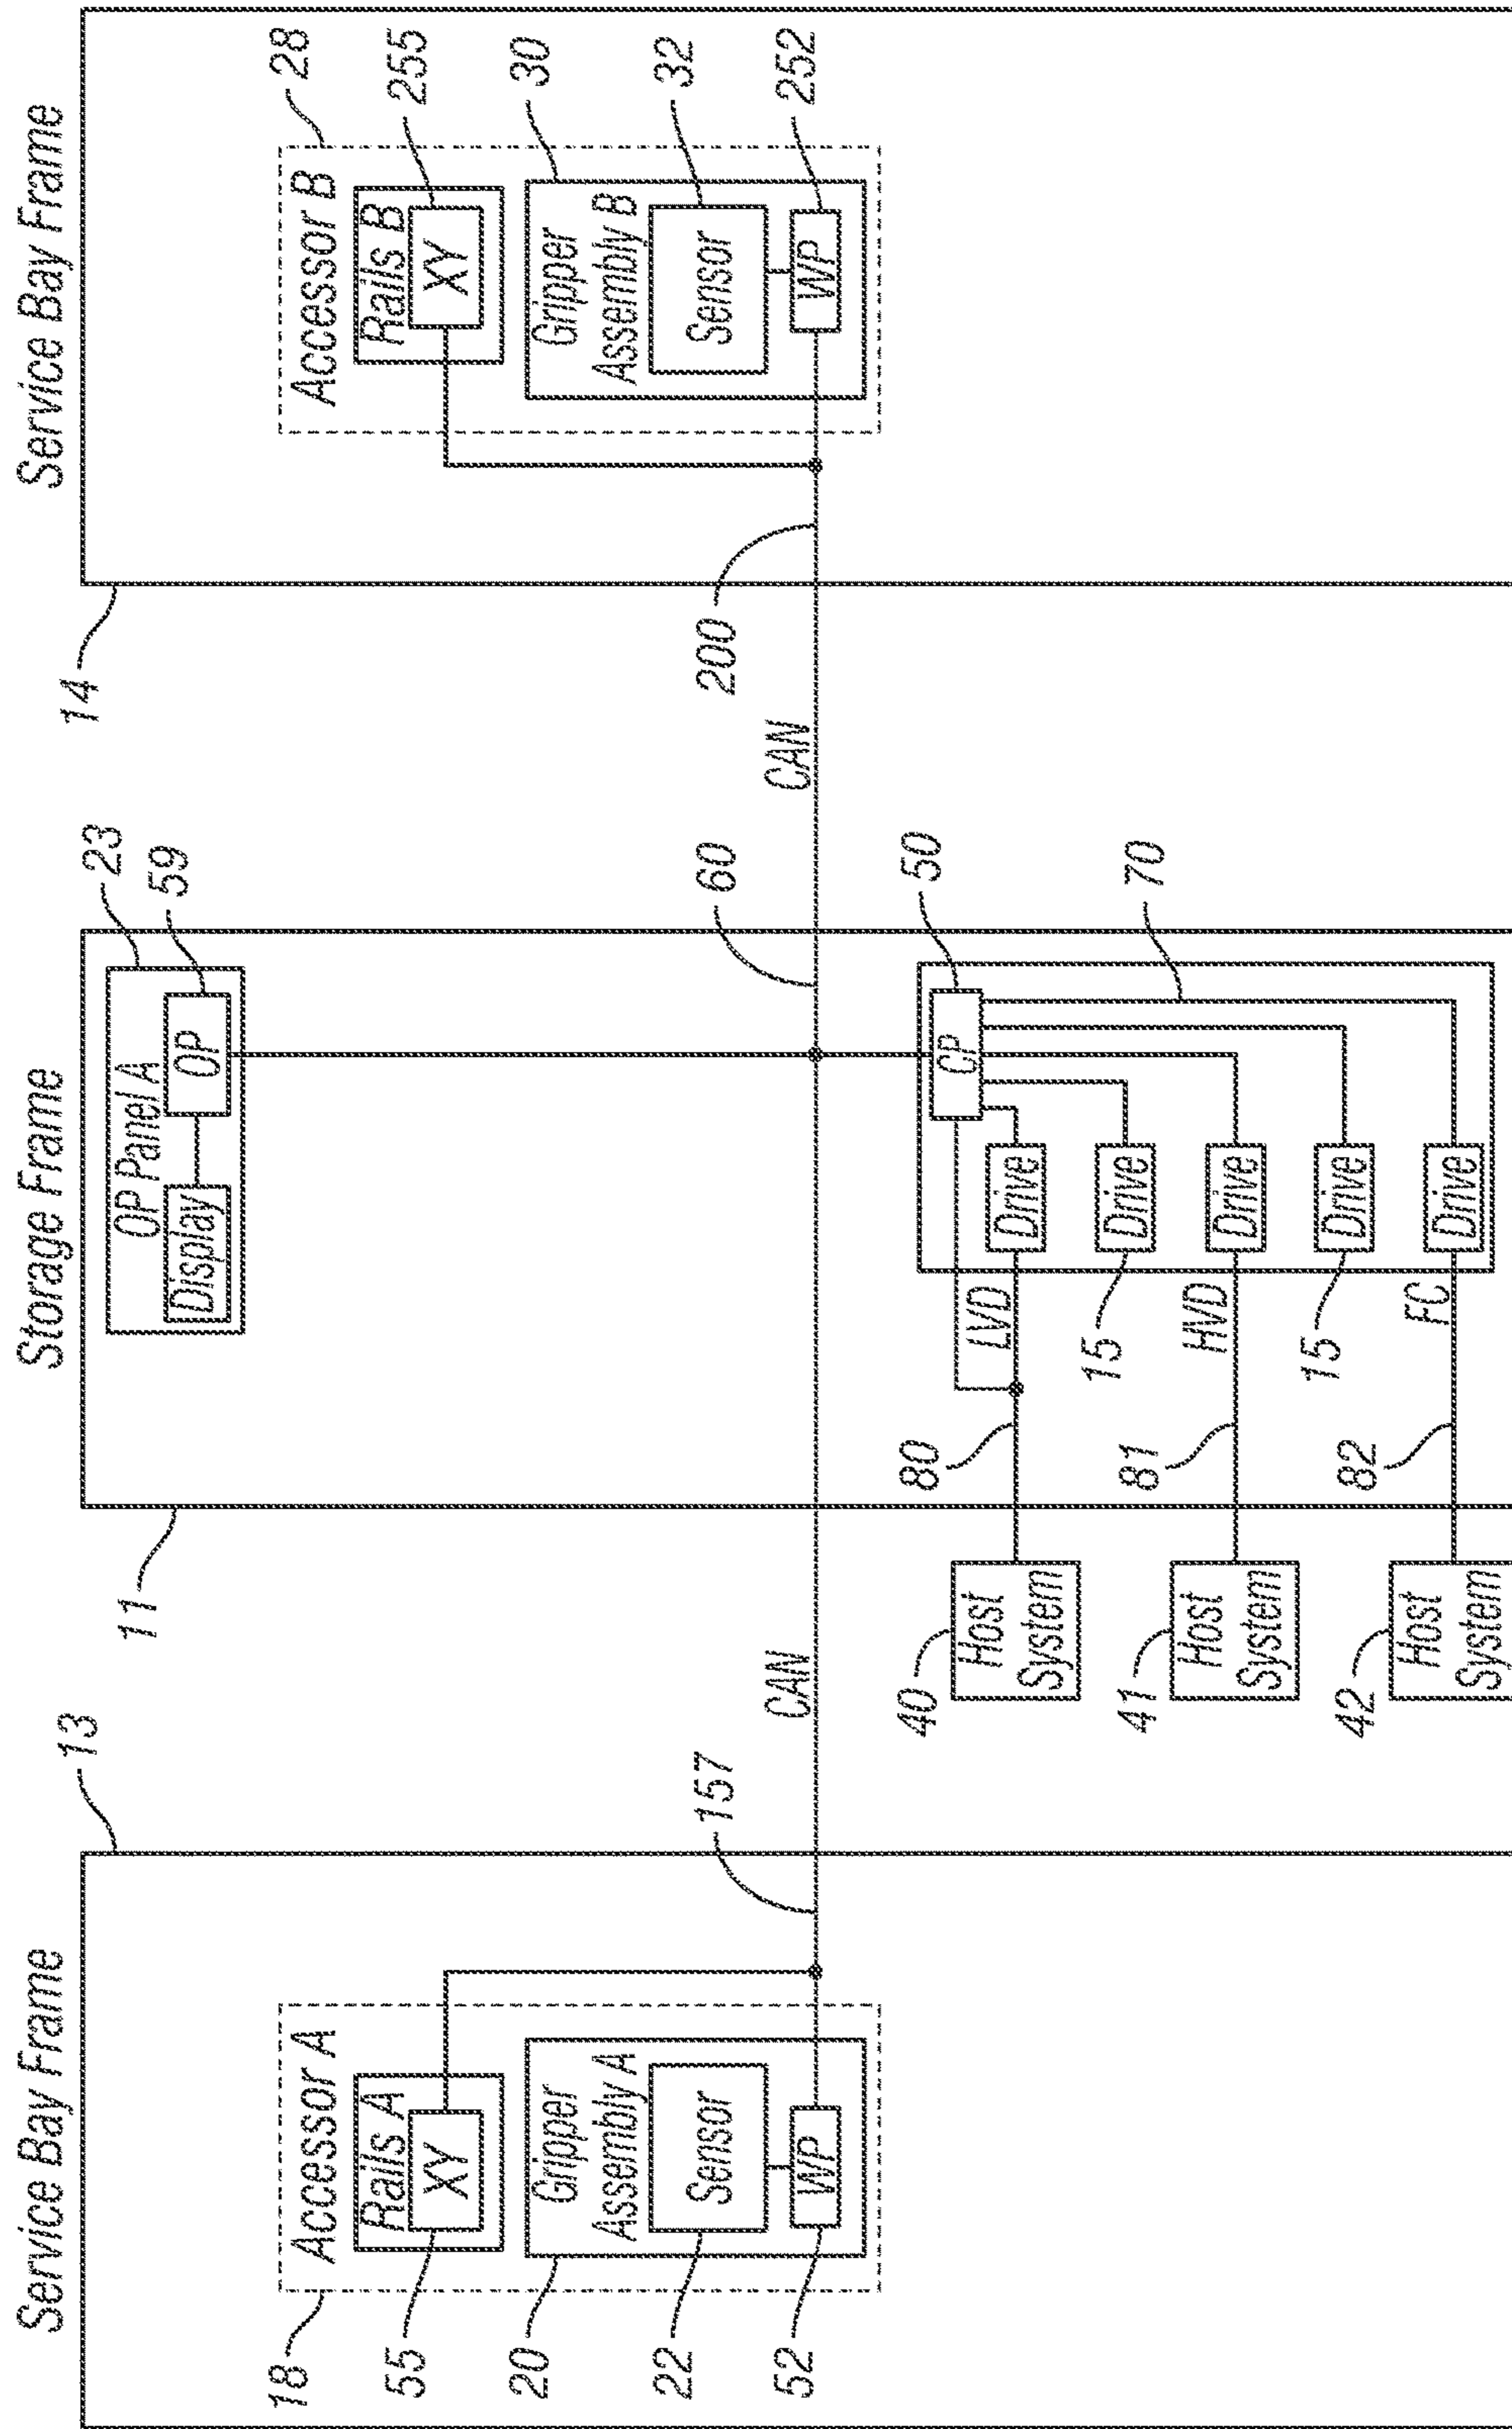 Service Bay Frame
13
18
Accessor A
Rails A
XY
55
20
Gripper
Assembly A
22
Sensor
52
WP
157
CAN
Storage Frame
11
23
OP Panel A
Display
OP
59
60
50
CP
70
Drive
Drive
Drive
Drive
Drive
15
15
LVD
HVD
FC
80
81
82
40
Host
System
41
Host
System
42
Host
System
CAN
200
Service Bay Frame
14
28
Accessor B
Rails B
XY
255
30
Gripper
Assembly B
32
Sensor
252
WP